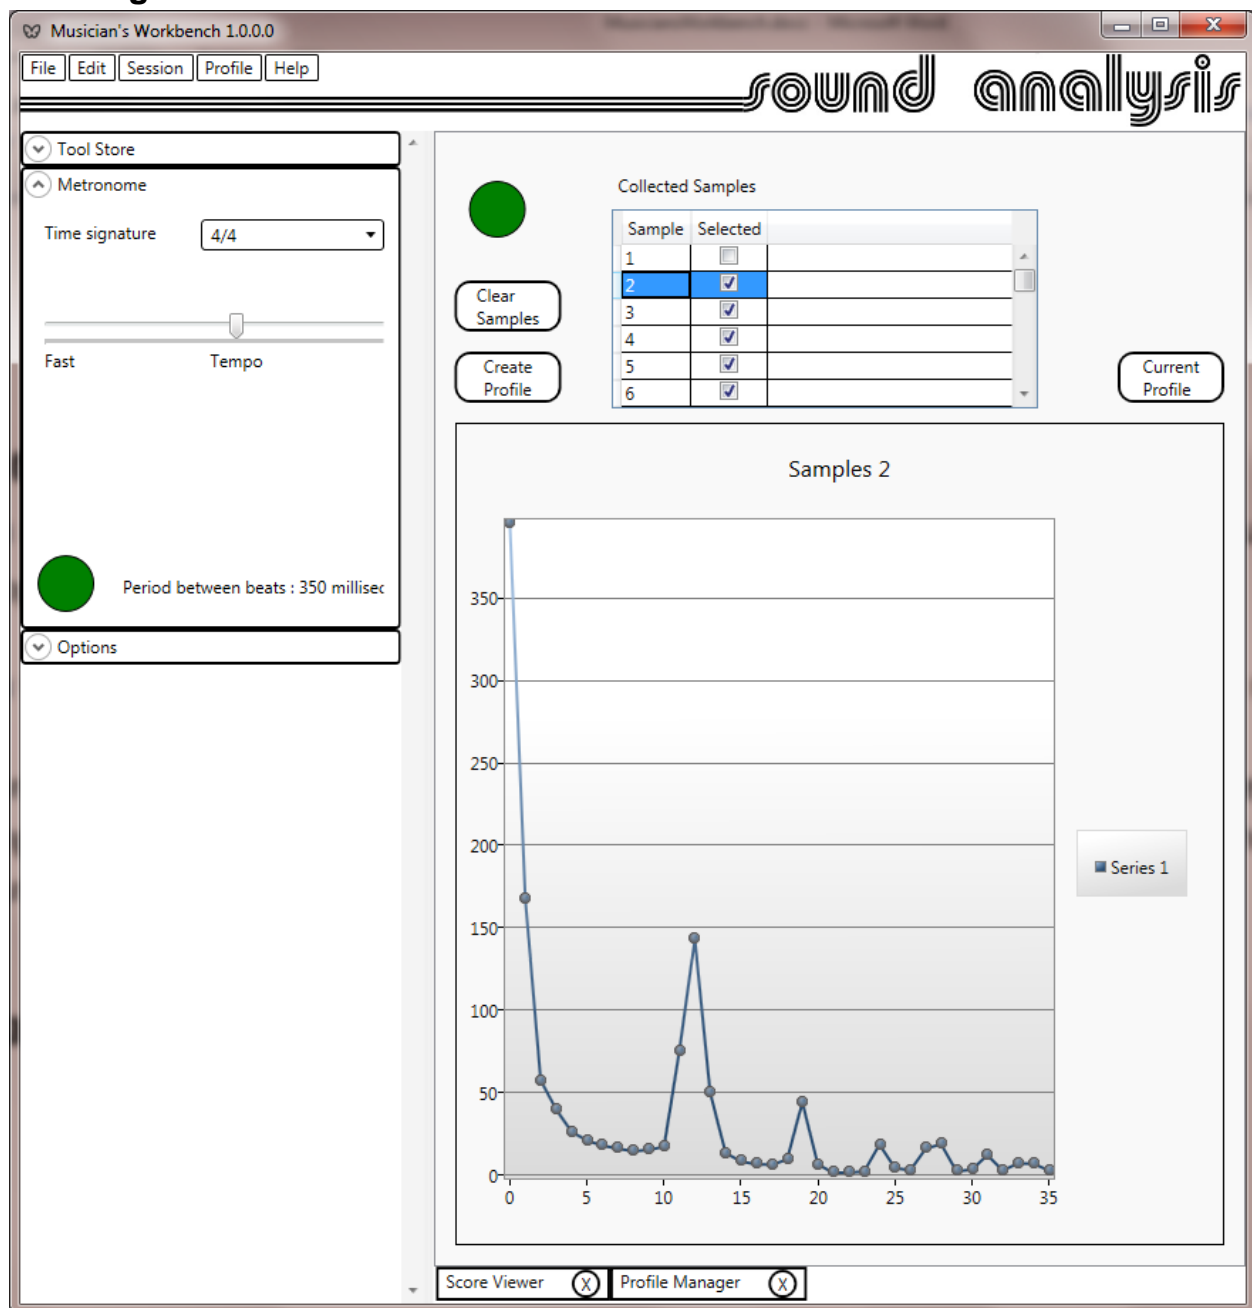 Musician's Workbench 1.0.0.0
File Edit Session Profile Help
sound analysis
Tool Store
Metronome
Time signature 4/4
Fast Tempo
Period between beats : 350 millisec
Options
Collected Samples
Sample Selected
1
2
3
4
5
6
Clear
Samples
Create
Profile
Current
Profile
Samples 2
350
300
250
200
150
100
50
0
0 5 10 15 20 25 30 35
Series 1
Score Viewer X Profile Manager X